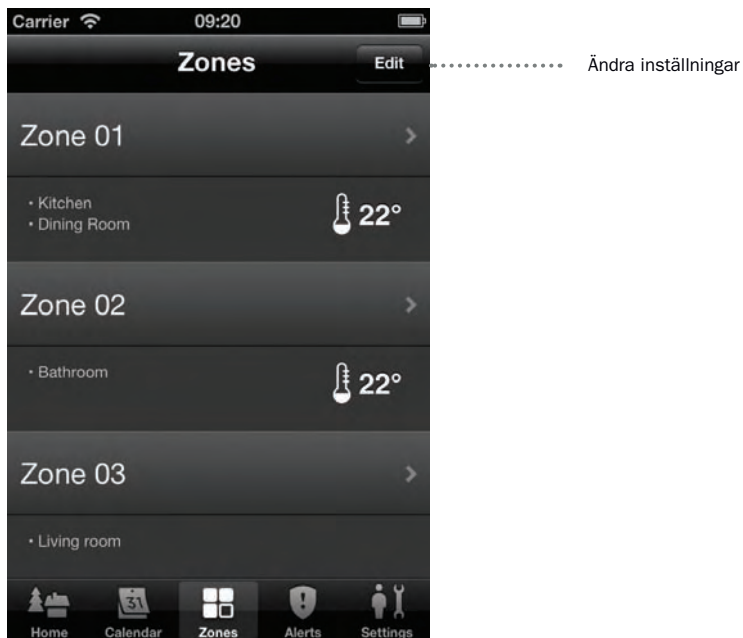 Carrier 09:20
Zones Edit Ändra inställningar
Zone 01
• Kitchen
• Dining Room
22°
Zone 02
• Bathroom
22°
Zone 03
• Living room
31
Home Calendar Zones Alerts Settings